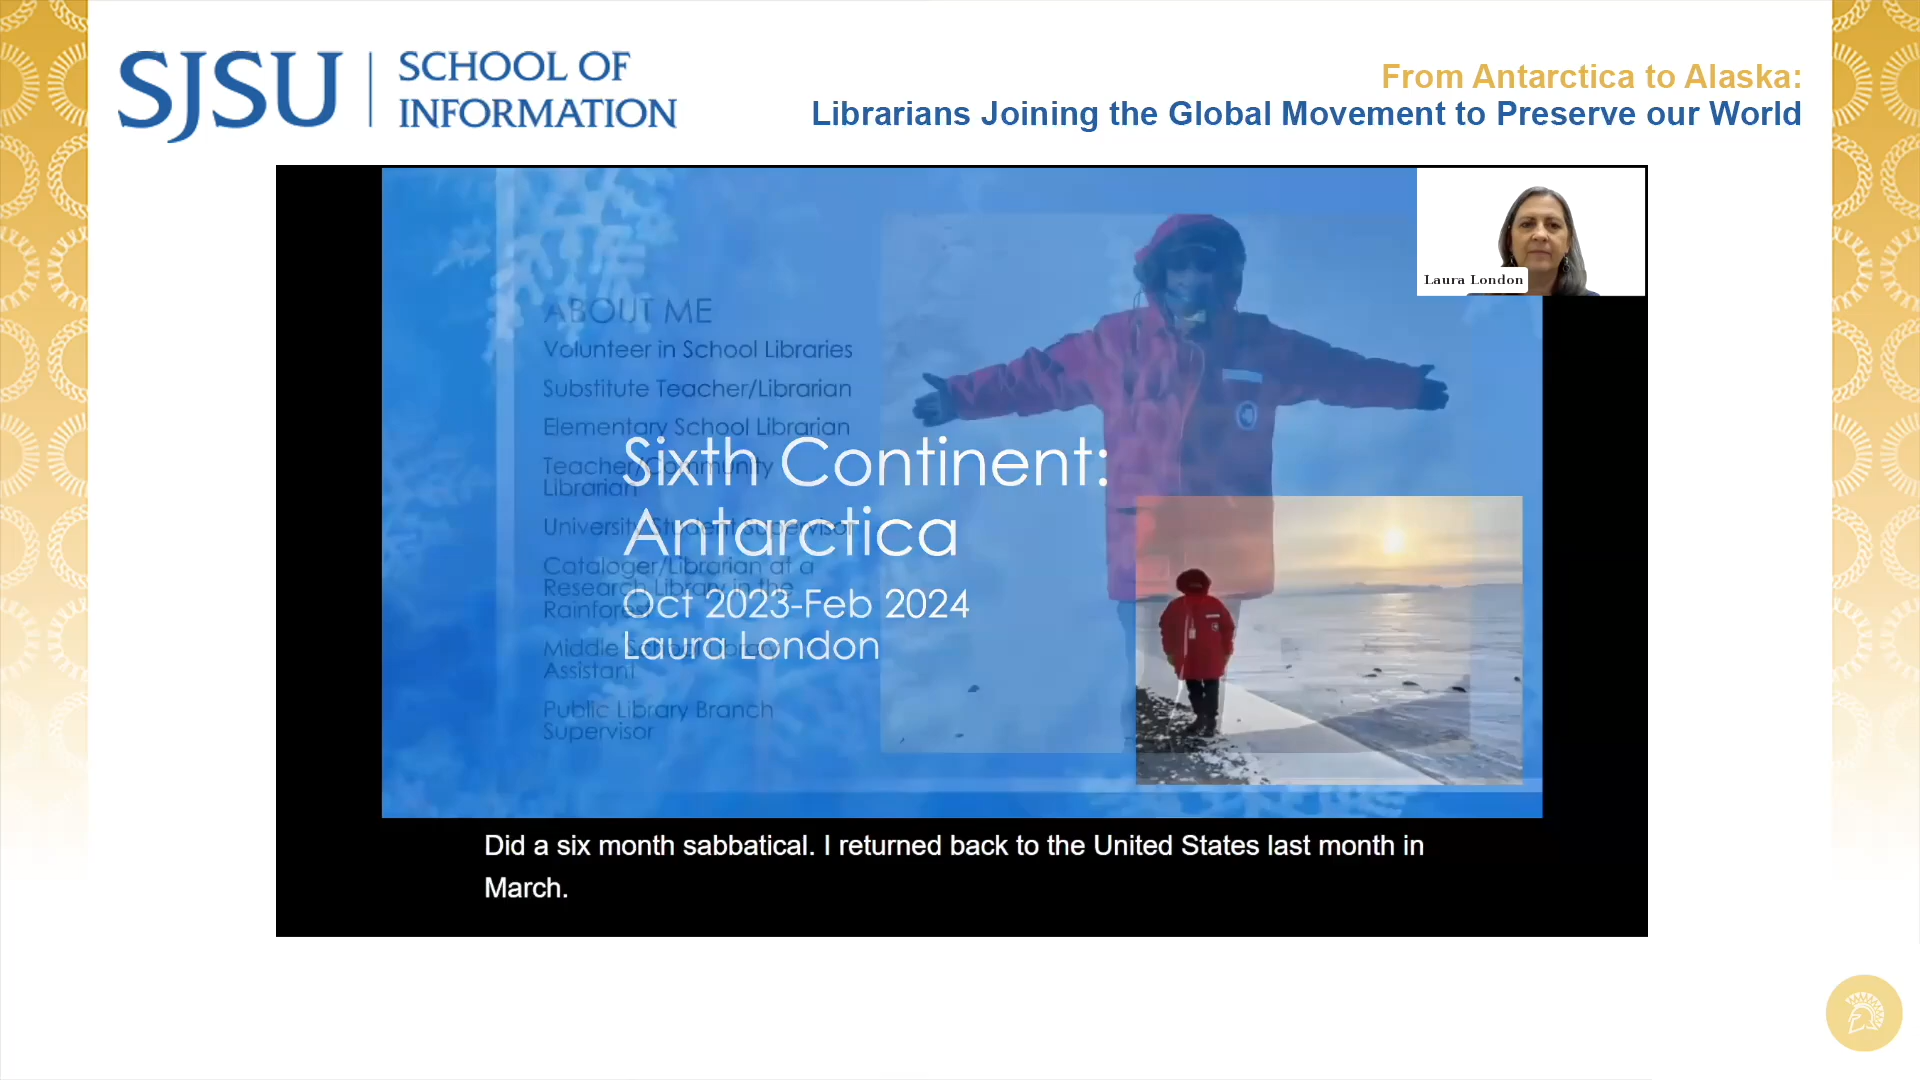 SJSU
SCHOOL OF
INFORMATION
From Antarctica to Alaska:
Librarians Joining the Global Movement to Preserve our World
Laura London
ABOUT ME
Volunteer in School Libraries
Substitute Teacher/Librarian
Elementary School Librarian
Teacher/Community
Librarian
University Student Supervisor
Cataloger/Librarian at a
Research Library in the
Rainforest
Middle School Library
Assistant
Public Library Branch
Supervisor
Sixth Continent:
Antarctica
Oct 2023-Feb 2024
Laura London
Did a six month sabbatical. I returned back to the United States last month in
March.